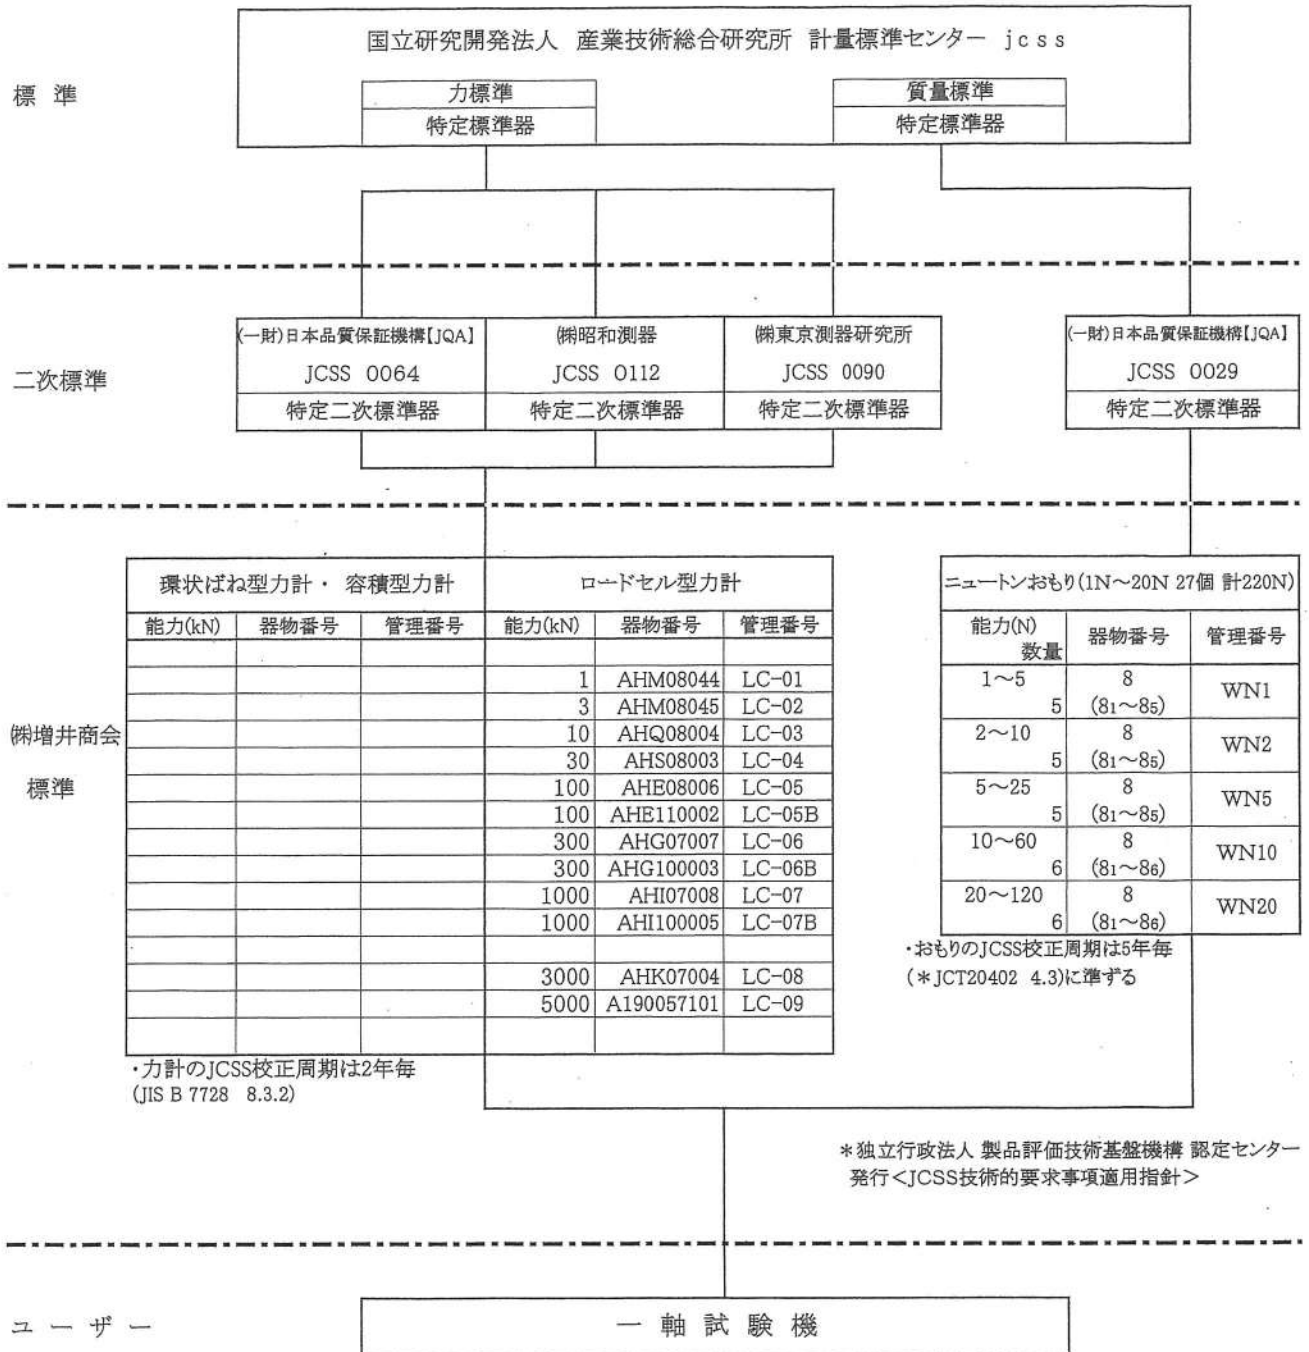 国立研究開発法人 産業技術総合研究所 計量標準センター jcss
標準
力標準
質量標準
特定標準器
特定標準器
(一財)日本品質保証機構【JQA】
㈱昭和測器
㈱東京測器研究所
(一財)日本品質保証機構【JQA】
二次標準
JCSS 0064
JCSS 0112
JCSS 0090
JCSS 0029
特定二次標準器
特定二次標準器
特定二次標準器
特定二次標準器
環状ばね型力計・ 容積型力計
ロードセル型力計
ニュートンおもり(1N～20N 27個 計220N)
能力(kN) 器物番号 管理番号 能力(kN) 器物番号 管理番号
能力(N) 数量 器物番号 管理番号
㈱増井商会
標準
1 AHM08044 LC-01
3 AHM08045 LC-02
10 AHQ08004 LC-03
30 AHS08003 LC-04
100 AHE08006 LC-05
100 AHE110002 LC-05B
300 AHG07007 LC-06
300 AHG100003 LC-06B
1000 AHI07008 LC-07
1000 AHI100005 LC-07B
3000 AHK07004 LC-08
5000 A190057101 LC-09
1～5 8 WN1
5 (81～85)
2～10 8 WN2
5 (81～85)
5～25 8 WN5
5 (81～85)
10～60 8 WN10
6 (81～86)
20～120 8 WN20
6 (81～86)
・おもりのJCSS校正周期は5年毎
(＊JCT20402 4.3)に準ずる
・力計のJCSS校正周期は2年毎
(JIS B 7728 8.3.2)
＊独立行政法人 製品評価技術基盤機構 認定センター
発行＜JCSS技術的要求事項適用指針＞
ユーザー
一軸試験機